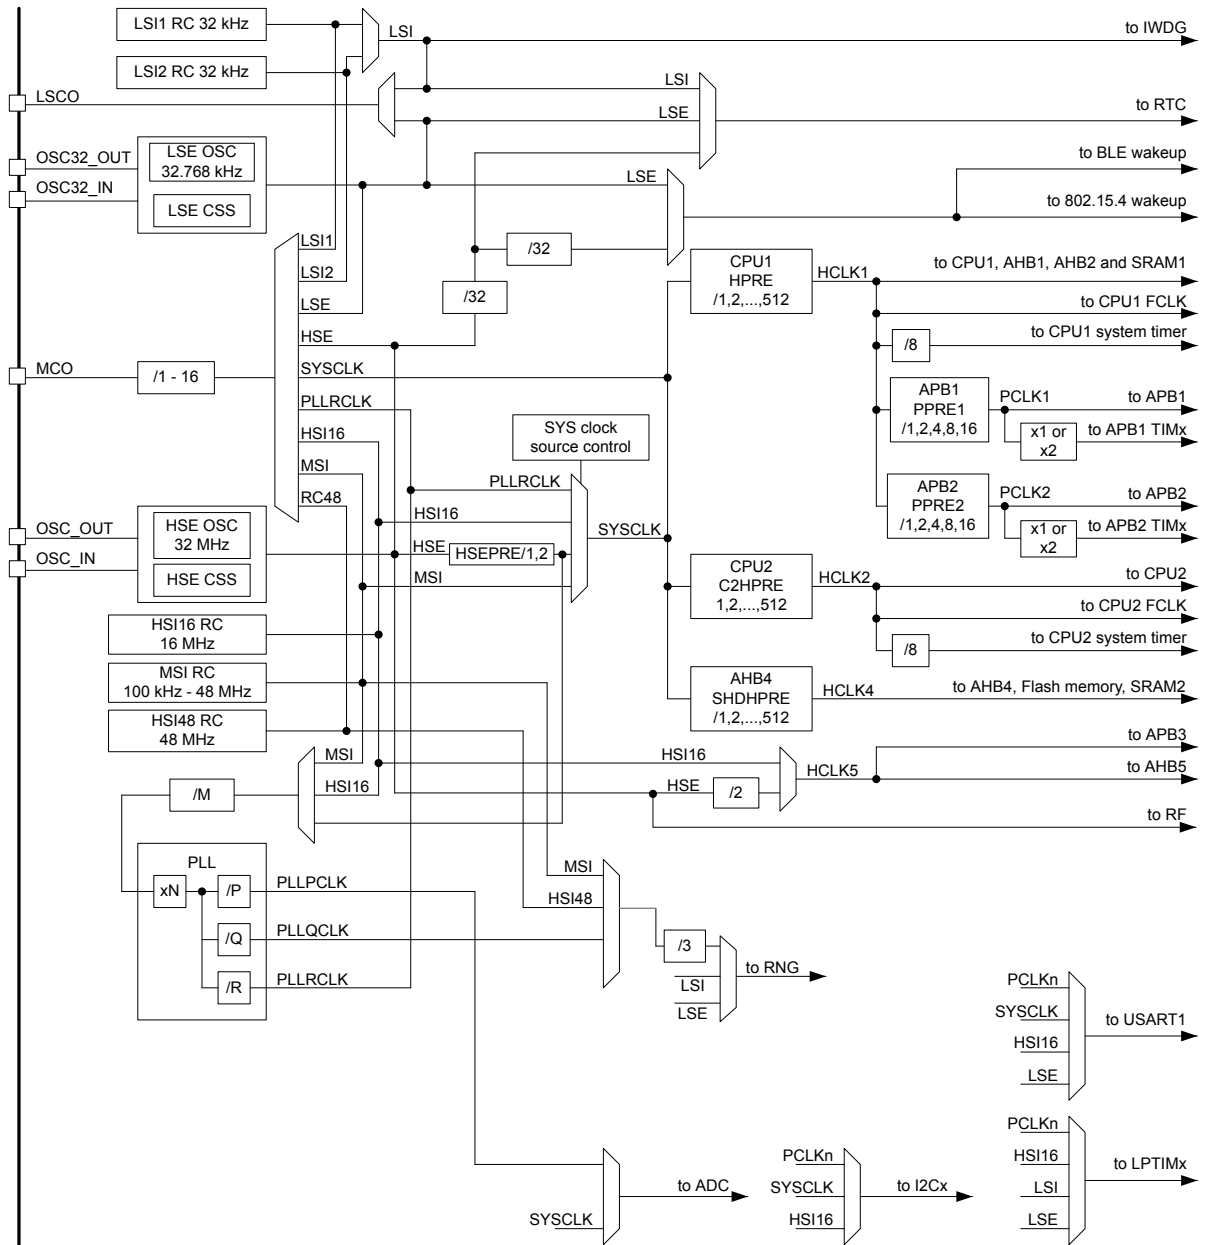 LSI1 RC 32 kHz
LSI
to IWDG
LSI2 RC 32 kHz
LSCO
LSI
LSE
to RTC
OSC32_OUT
OSC32_IN
LSE OSC
32.768 kHz
LSE CSS
LSE
to BLE wakeup
to 802.15.4 wakeup
LSI1
LSI2
LSE
HSE
SYSCLK
PLLRCLK
HSI16
MSI
RC48
/32
/32
CPU1
HPRE
/1,2,...,512
HCLK1
to CPU1, AHB1, AHB2 and SRAM1
to CPU1 FCLK
/8
to CPU1 system timer
MCO
/1 - 16
APB1
PPRE1
/1,2,4,8,16
PCLK1
to APB1
x1 or
x2
to APB1 TIMx
SYS clock
source control
APB2
PPRE2
/1,2,4,8,16
PCLK2
to APB2
x1 or
x2
to APB2 TIMx
PLLRCLK
HSI16
HSE
HSEPRE/1,2
MSI
SYSCLK
OSC_OUT
OSC_IN
HSE OSC
32 MHz
HSE CSS
CPU2
C2HPRE
1,2,...,512
HCLK2
to CPU2
to CPU2 FCLK
/8
to CPU2 system timer
HSI16 RC
16 MHz
MSI RC
100 kHz - 48 MHz
HSI48 RC
48 MHz
AHB4
SHDHPRE
/1,2,...,512
HCLK4
to AHB4, Flash memory, SRAM2
MSI
HSI16
/M
HSI16
HSE
/2
HCLK5
to APB3
to AHB5
to RF
PLL
xN
/P
PLLPCLK
/Q
PLLQCLK
/R
PLLRCLK
MSI
HSI48
/3
LSI
LSE
to RNG
PCLKn
SYSCLK
HSI16
LSE
to USART1
PCLKn
HSI16
LSI
LSE
to LPTIMx
SYSCLK
to ADC
PCLKn
SYSCLK
HSI16
to I2Cx